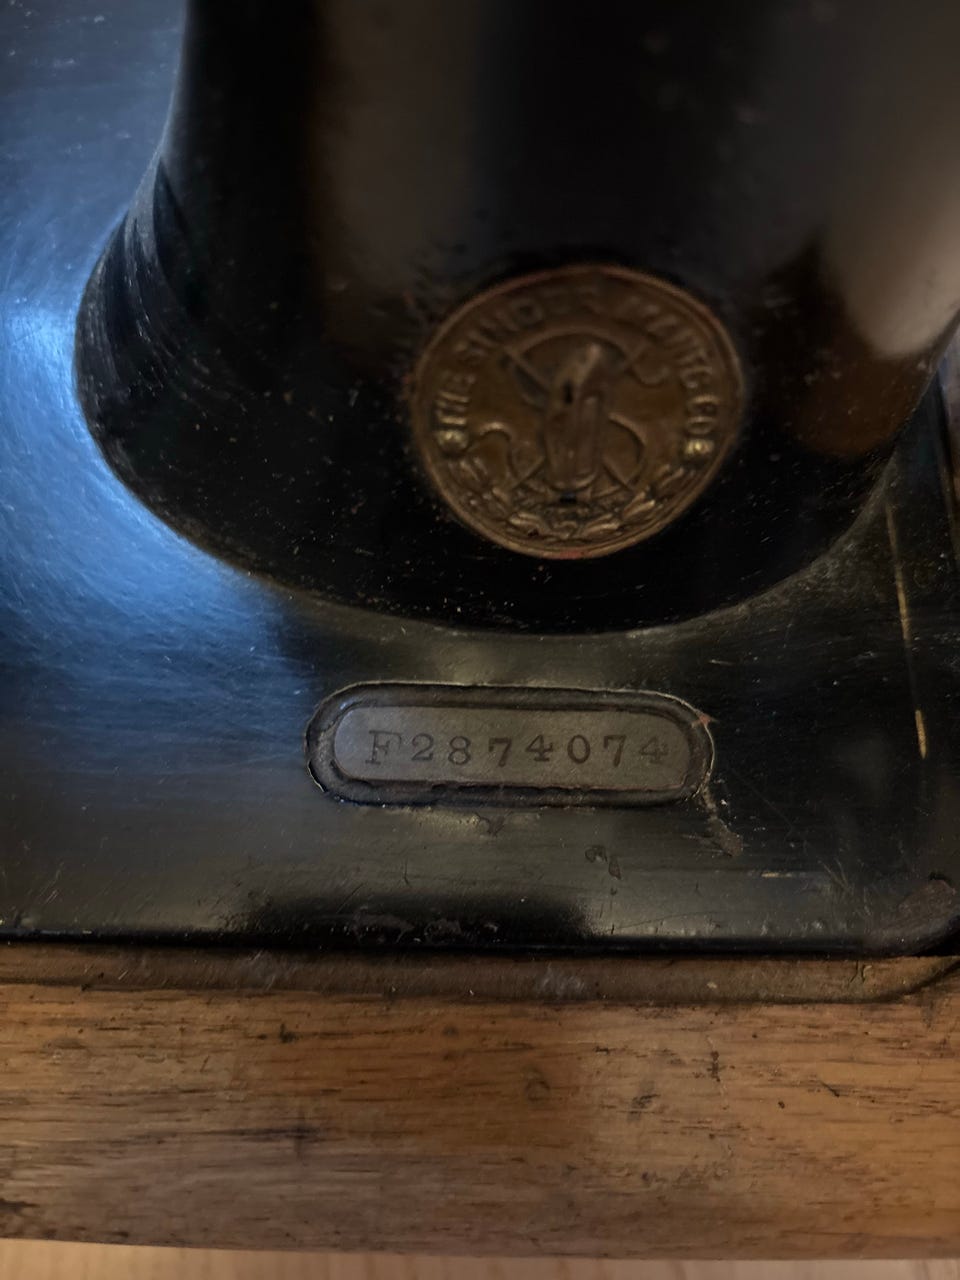 THE SINGER MANFG CO
F2874074